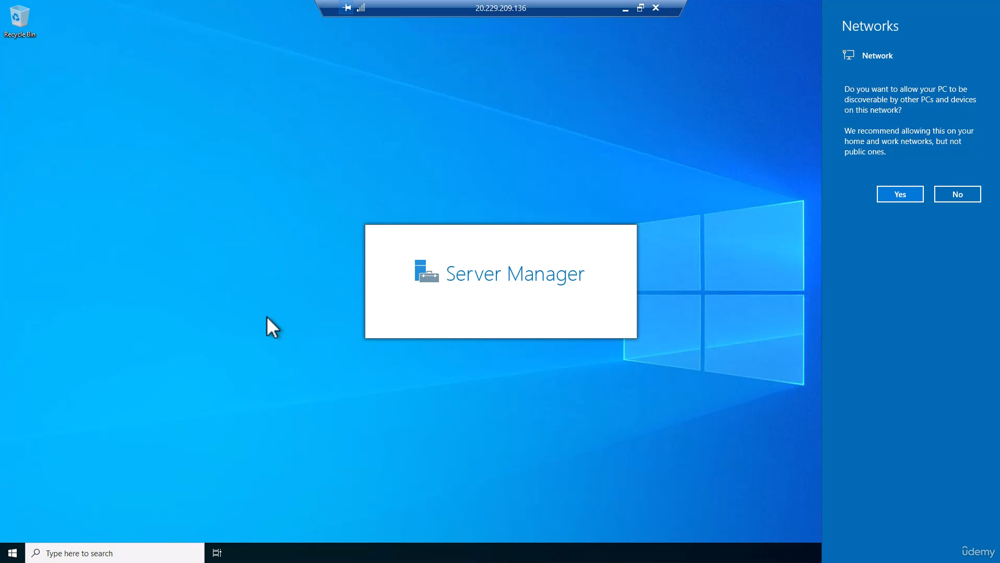 20.229.209.136
Recycle Bin
Networks
Network
Do you want to allow your PC to be
discoverable by other PCs and devices
on this network?
We recommend allowing this on your
home and work networks, but not
public ones.
Yes
No
Server Manager
Type here to search
ûdemy